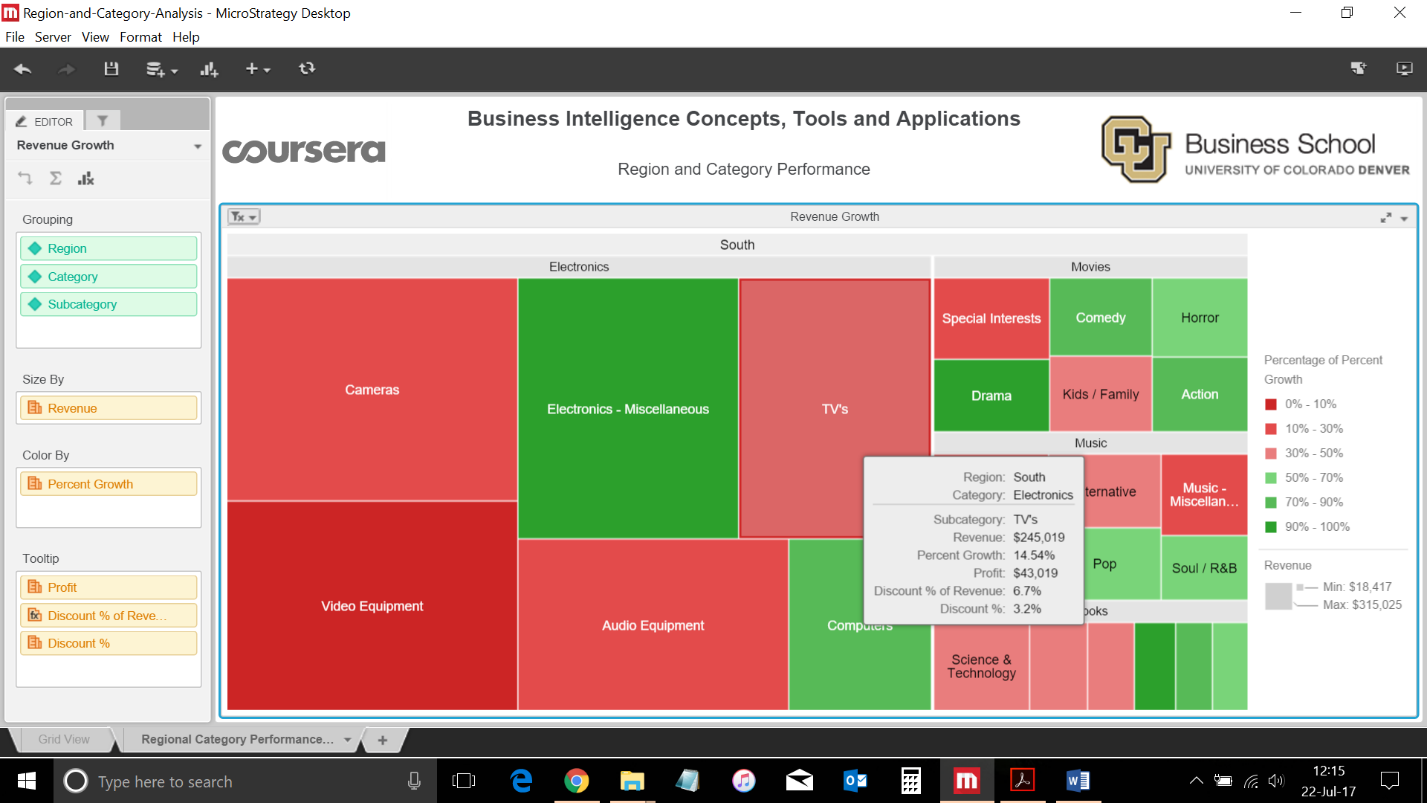 Region-and-Category-Analysis - MicroStrategy Desktop
File Server View Format Help
EDITOR
Revenue Growth
Grouping
Region
Category
Subcategory
Size By
Revenue
Color By
Percent Growth
Tooltip
Profit
Discount % of Reve...
Discount %
coursera
Business Intelligence Concepts, Tools and Applications
Region and Category Performance
CU
Business School
UNIVERSITY OF COLORADO DENVER
Revenue Growth
South
Electronics
Cameras
Video Equipment
Electronics - Miscellaneous
TV's
Audio Equipment
Computers
Movies
Special Interests
Comedy
Horror
Drama
Kids / Family
Action
Music
ternative
Music -
Miscellan...
Pop
Soul / R&B
ooks
Science &
Technology
Region: South
Category: Electronics
Subcategory: TV's
Revenue: $245,019
Percent Growth: 14.54%
Profit: $43,019
Discount % of Revenue: 6.7%
Discount %: 3.2%
Percentage of Percent
Growth
0% - 10%
10% - 30%
30% - 50%
50% - 70%
70% - 90%
90% - 100%
Revenue
Min: $18,417
Max: $315,025
Grid View
Regional Category Performance...
Type here to search
12:15
22-Jul-17